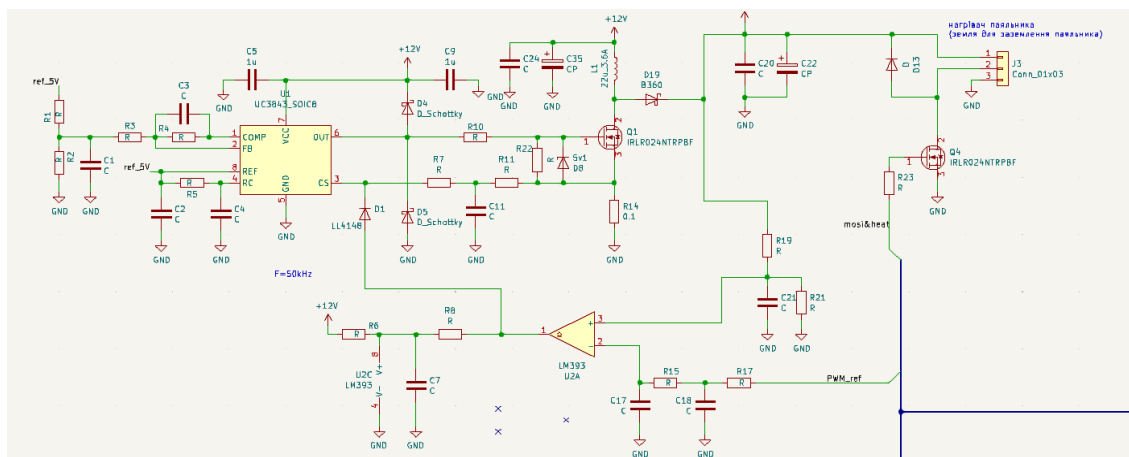 +12V
C5
1u
C9
1u
C24
C
C35
CP
GND
GND
L1
22u_3.6A
D19
B360
C20
C
C22
CP
GND
GND
нагрівач паяльника
(земля для заземлення паяльника)
D
D13
J3
Conn_01x03
1
2
3
GND
ref_5V
R1
R
R2
R
C1
C
GND
GND
R3
R
C3
C
R4
R
U1
UC3843_SOIC8
1
COMP
2
FB
8
REF
4
RC
VCC
7
GND
5
OUT
6
CS
3
GND
GND
+12V
D4
D_Schottky
GND
R10
R
R22
R
5v1
D8
Q1
IRLR024NTRPBF
1
2
3
Q4
IRLR024NTRPBF
1
2
3
GND
R23
R
mosi&heat
ref_5V
R5
R
C2
C
C4
C
GND
GND
D1
LL4148
R7
R
C11
C
R11
R
GND
D5
D_Schottky
GND
R14
0.1
GND
R19
R
C21
C
R21
R
GND
GND
F=50kHz
+12V
R6
R
R8
R
U2C
LM393
8
V+
V-
4
GND
C7
C
GND
1
3
+
2
-
LM393
U2A
R15
R
R17
R
PWM_ref
C17
C
C18
C
GND
GND